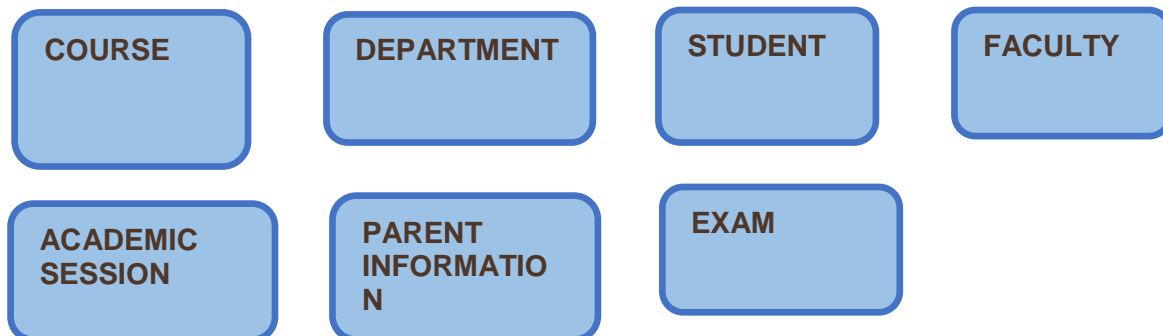 COURSE
DEPARTMENT
STUDENT
FACULTY
ACADEMIC
SESSION
PARENT
INFORMATIO
N
EXAM